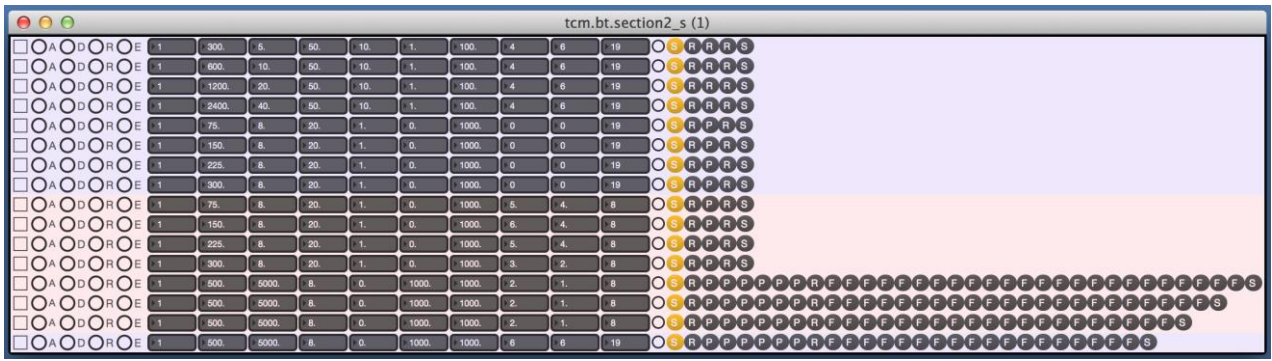 tcm.bt.section2_s (1)
A D R E 1 300. 5. 50. 10. 1. 100. 4 6 19 S R R R S
A D R E 1 600. 10. 50. 10. 1. 100. 4 6 19 S R R R S
A D R E 1 1200. 20. 50. 10. 1. 100. 4 6 19 S R R R S
A D R E 1 2400. 40. 50. 10. 1. 100. 4 6 19 S R R R S
A D R E 1 75. 8. 20. 1. 0. 1000. 0 0 19 S R P R S
A D R E 1 150. 8. 20. 1. 0. 1000. 0 0 19 S R P R S
A D R E 1 225. 8. 20. 1. 0. 1000. 0 0 19 S R P R S
A D R E 1 300. 8. 20. 1. 0. 1000. 0 0 19 S R P R S
A D R E 1 75. 8. 20. 1. 0. 1000. 5. 4. 8 S R P R S
A D R E 1 150. 8. 20. 1. 0. 1000. 6. 4. 8 S R P R S
A D R E 1 225. 8. 20. 1. 0. 1000. 5. 4. 8 S R P R S
A D R E 1 300. 8. 20. 1. 0. 1000. 3. 2. 8 S R P R S
A D R E 1 500. 5000. 8. 0. 1000. 1000. 2. 1. 8 S R P P P P P P R F F F F F F F F F F F F F F F F F F F F F F F F S
A D R E 1 500. 5000. 8. 0. 1000. 1000. 2. 1. 8 S R P P P P P P R F F F F F F F F F F F F F F F F F F F F F F S
A D R E 1 500. 5000. 8. 0. 1000. 1000. 2. 1. 8 S R P P P P P P R F F F F F F F F F F F F F F F F F F F F S
A D R E 1 500. 5000. 8. 0. 1000. 1000. 6 6 19 S R P P P P P P R F F F F F F F F F F F F F F F F F F S